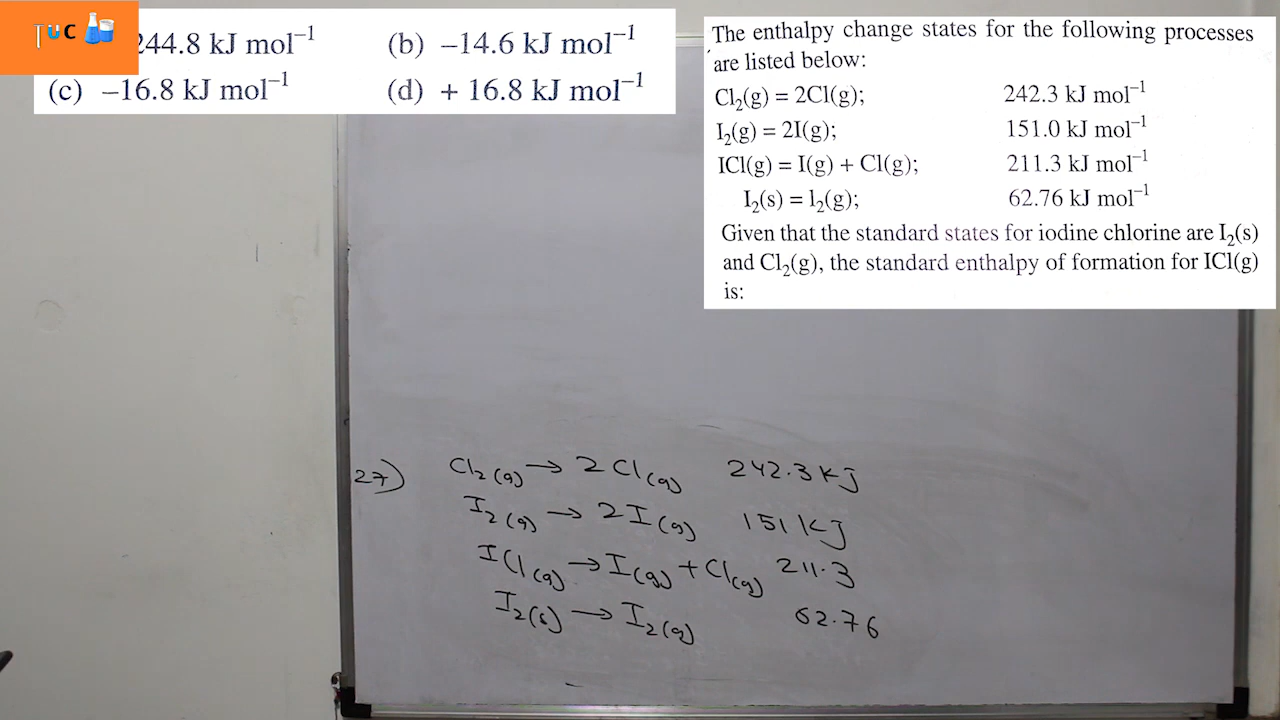 TUC
244.8 kJ mol⁻¹ (b) –14.6 kJ mol⁻¹
(c) –16.8 kJ mol⁻¹ (d) + 16.8 kJ mol⁻¹
The enthalpy change states for the following processes
are listed below:
Cl₂(g) = 2Cl(g); 242.3 kJ mol⁻¹
I₂(g) = 2I(g); 151.0 kJ mol⁻¹
ICl(g) = I(g) + Cl(g); 211.3 kJ mol⁻¹
I₂(s) = l₂(g); 62.76 kJ mol⁻¹
Given that the standard states for iodine chlorine are I₂(s)
and Cl₂(g), the standard enthalpy of formation for ICl(g)
is:
27) Cl₂(g) → 2Cl(g) 242.3 KJ
I₂(g) → 2I(g) 151 KJ
ICl(g) → I(g) + Cl(g) 211.3
I₂(s) → I₂(g) 62.76